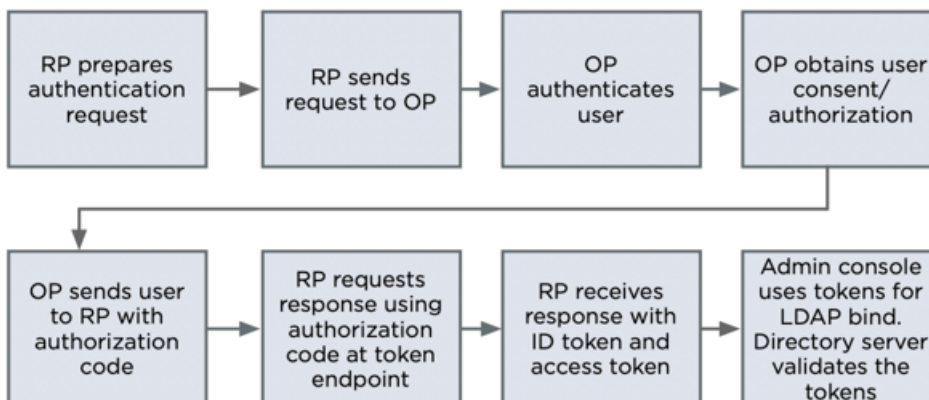 RP prepares
authentication
request
RP sends
request to OP
OP
authenticates
user
OP obtains user
consent/
authorization
OP sends user
to RP with
authorization
code
RP requests
response using
authorization
code at token
endpoint
RP receives
response with
ID token and
access token
Admin console
uses tokens for
LDAP bind.
Directory server
validates the
tokens